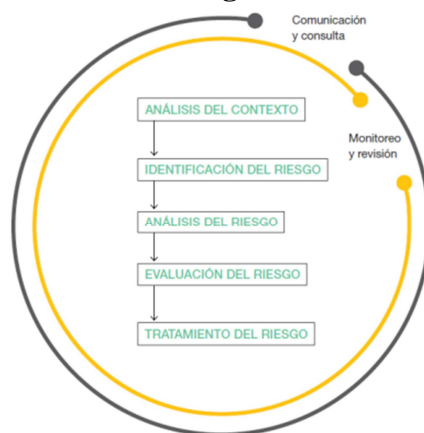 Comunicación
y consulta
ANÁLISIS DEL CONTEXTO
Monitoreo
y revisión
IDENTIFICACIÓN DEL RIESGO
ANÁLISIS DEL RIESGO
EVALUACIÓN DEL RIESGO
TRATAMIENTO DEL RIESGO